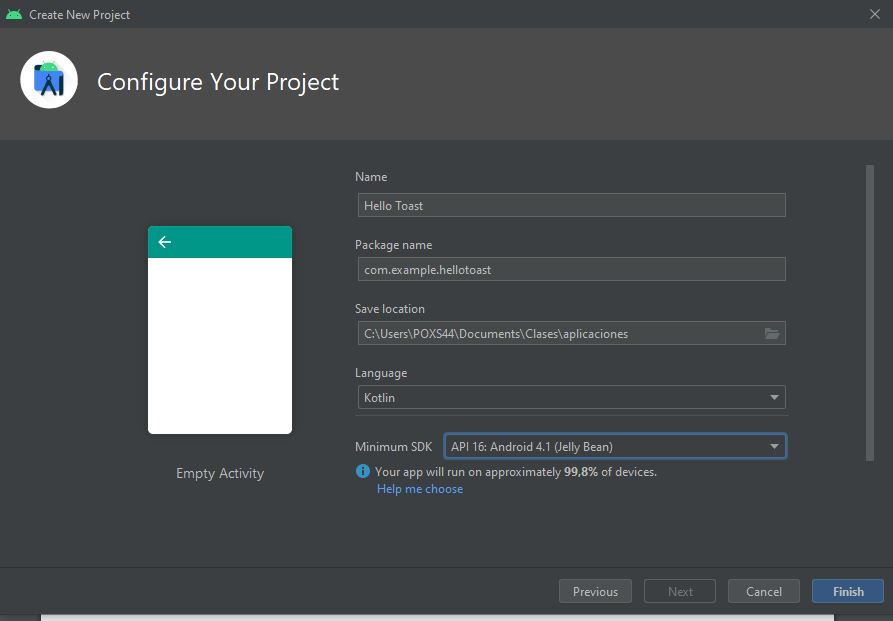 Create New Project
Configure Your Project
Name
Hello Toast
Package name
com.example.hellotoast
Save location
C:\Users\POXS44\Documents\Clases\aplicaciones
Language
Kotlin
Minimum SDK API 16: Android 4.1 (Jelly Bean)
i Your app will run on approximately 99,8% of devices.
Help me choose
Empty Activity
Previous Next Cancel Finish